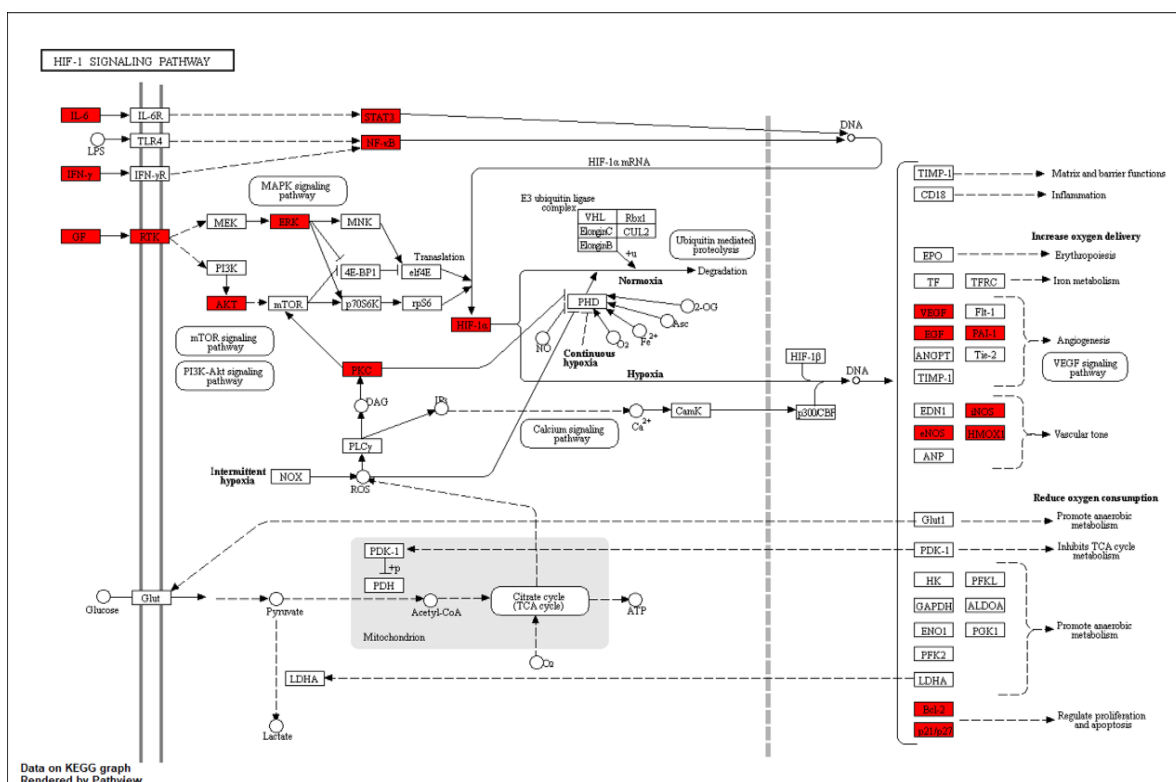 HIF-1 SIGNALING PATHWAY
IL-6
IL-6R
STAT3
DNA
LPS
TLR4
NF-κB
IFN-γ
IFN-γR
HIF-1α mRNA
TIMP-1
Matrix and barrier functions
CD18
Inflammation
MAPK signaling
pathway
E3 ubiquitin ligase
complex
VHL
Rbx1
ElonginC
CUL2
ElonginB
+u
Ubiquitin mediated
proteolysis
GF
RTK
MEK
ERK
MNK
Increase oxygen delivery
EPO
Erythropoiesis
PI3K
4E-BP1
eIf4E
Translation
Normoxia
Degradation
TF
TFRC
Iron metabolism
AKT
mTOR
p70S6K
rpS6
HIF-1α
PHD
2-OG
Asc
Fe2+
O2
NO
Continuous
hypoxia
VEGF
Flt-1
EGF
PAI-1
Angiogenesis
ANGPT
Tie-2
VEGF signaling
pathway
TIMP-1
mTOR signaling
pathway
PI3K-Akt signaling
pathway
PKC
Hypoxia
HIF-1β
DNA
DAG
IP3
Ca2+
CamK
p300/CBP
Calcium signaling
pathway
EDN1
iNOS
eNOS
HMOX1
Vascular tone
ANP
PLCγ
Intermittent
hypoxia
NOX
ROS
Reduce oxygen consumption
Glut1
Promote anaerobic
metabolism
PDK-1
+p
PDH
PDK-1
Inhibits TCA cycle
metabolism
Glucose
Glut
Pyruvate
Acetyl-CoA
Citrate cycle
(TCA cycle)
ATP
Mitochondrion
O2
HK
PFKL
GAPDH
ALDOA
ENO1
PGK1
Promote anaerobic
metabolism
PFK2
LDHA
LDHA
Lactate
Bcl-2
p21/p27
Regulate proliferation
and apoptosis
Data on KEGG graph
Rendered by Pathview